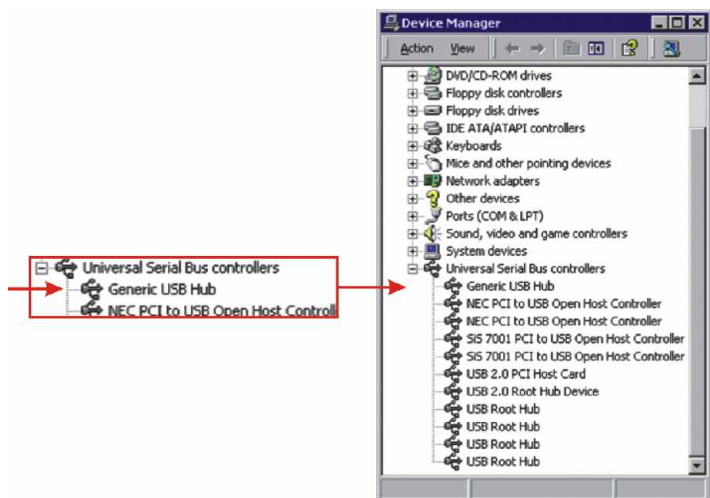 Device Manager
Action View
DVD/CD-ROM drives
Floppy disk controllers
Floppy disk drives
IDE ATA/ATAPI controllers
Keyboards
Mice and other pointing devices
Network adapters
Other devices
Ports (COM & LPT)
Sound, video and game controllers
System devices
Universal Serial Bus controllers
Generic USB Hub
NEC PCI to USB Open Host Controller
NEC PCI to USB Open Host Controller
SiS 7001 PCI to USB Open Host Controller
SiS 7001 PCI to USB Open Host Controller
USB 2.0 PCI Host Card
USB 2.0 Root Hub Device
USB Root Hub
USB Root Hub
USB Root Hub
USB Root Hub
Universal Serial Bus controllers
Generic USB Hub
NEC PCI to USB Open Host Controll